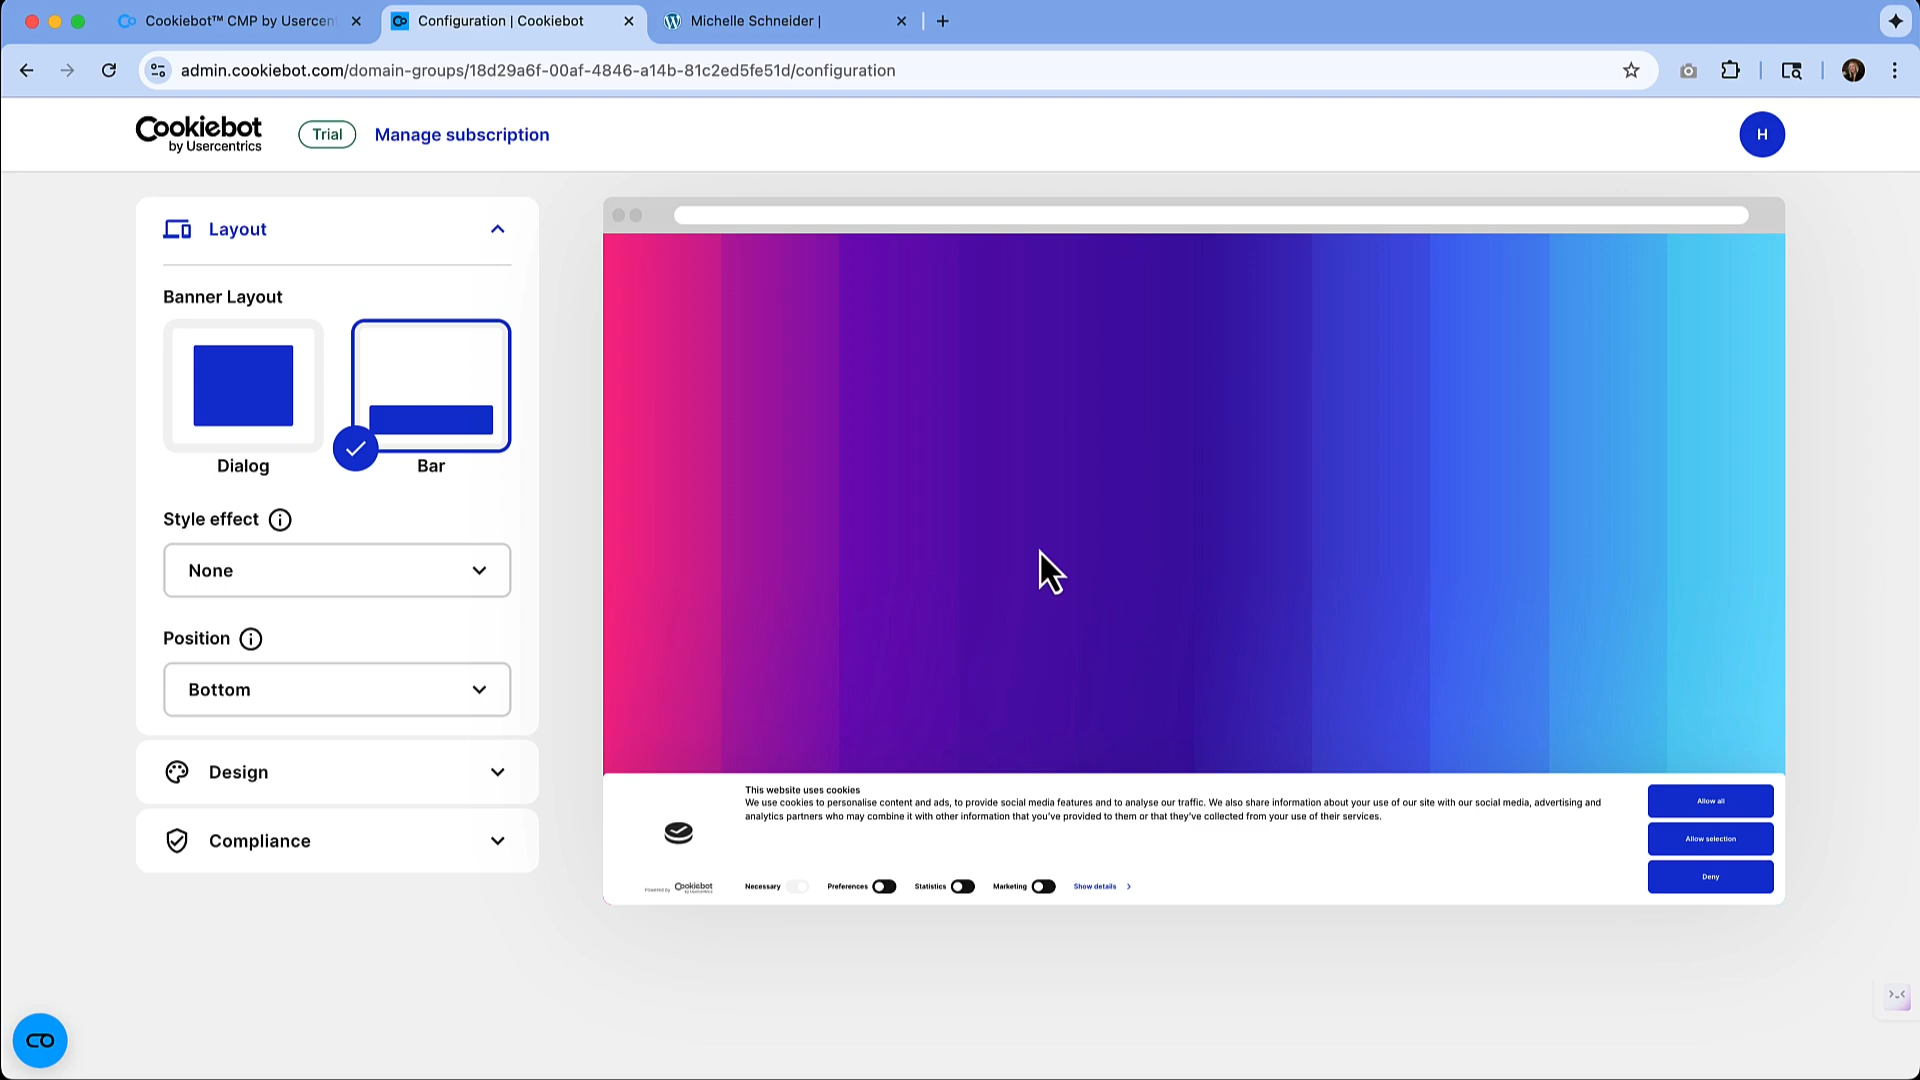 Cookiebot™ CMP by Usercen
Configuration | Cookiebot
Michelle Schneider |
admin.cookiebot.com/domain-groups/18d29a6f-00af-4846-a14b-81c2ed5fe51d/configuration
Cookiebot
by Usercentrics
Trial
Manage subscription
H
Layout
Banner Layout
Dialog
Bar
Style effect
None
Position
Bottom
Design
Compliance
This website uses cookies
We use cookies to personalise content and ads, to provide social media features and to analyse our traffic. We also share information about your use of our site with our social media, advertising and
analytics partners who may combine it with other information that you've provided to them or that they've collected from your use of their services.
Allow all
Allow selection
Deny
Powered by Cookiebot
by Usercentrics
Necessary
Preferences
Statistics
Marketing
Show details